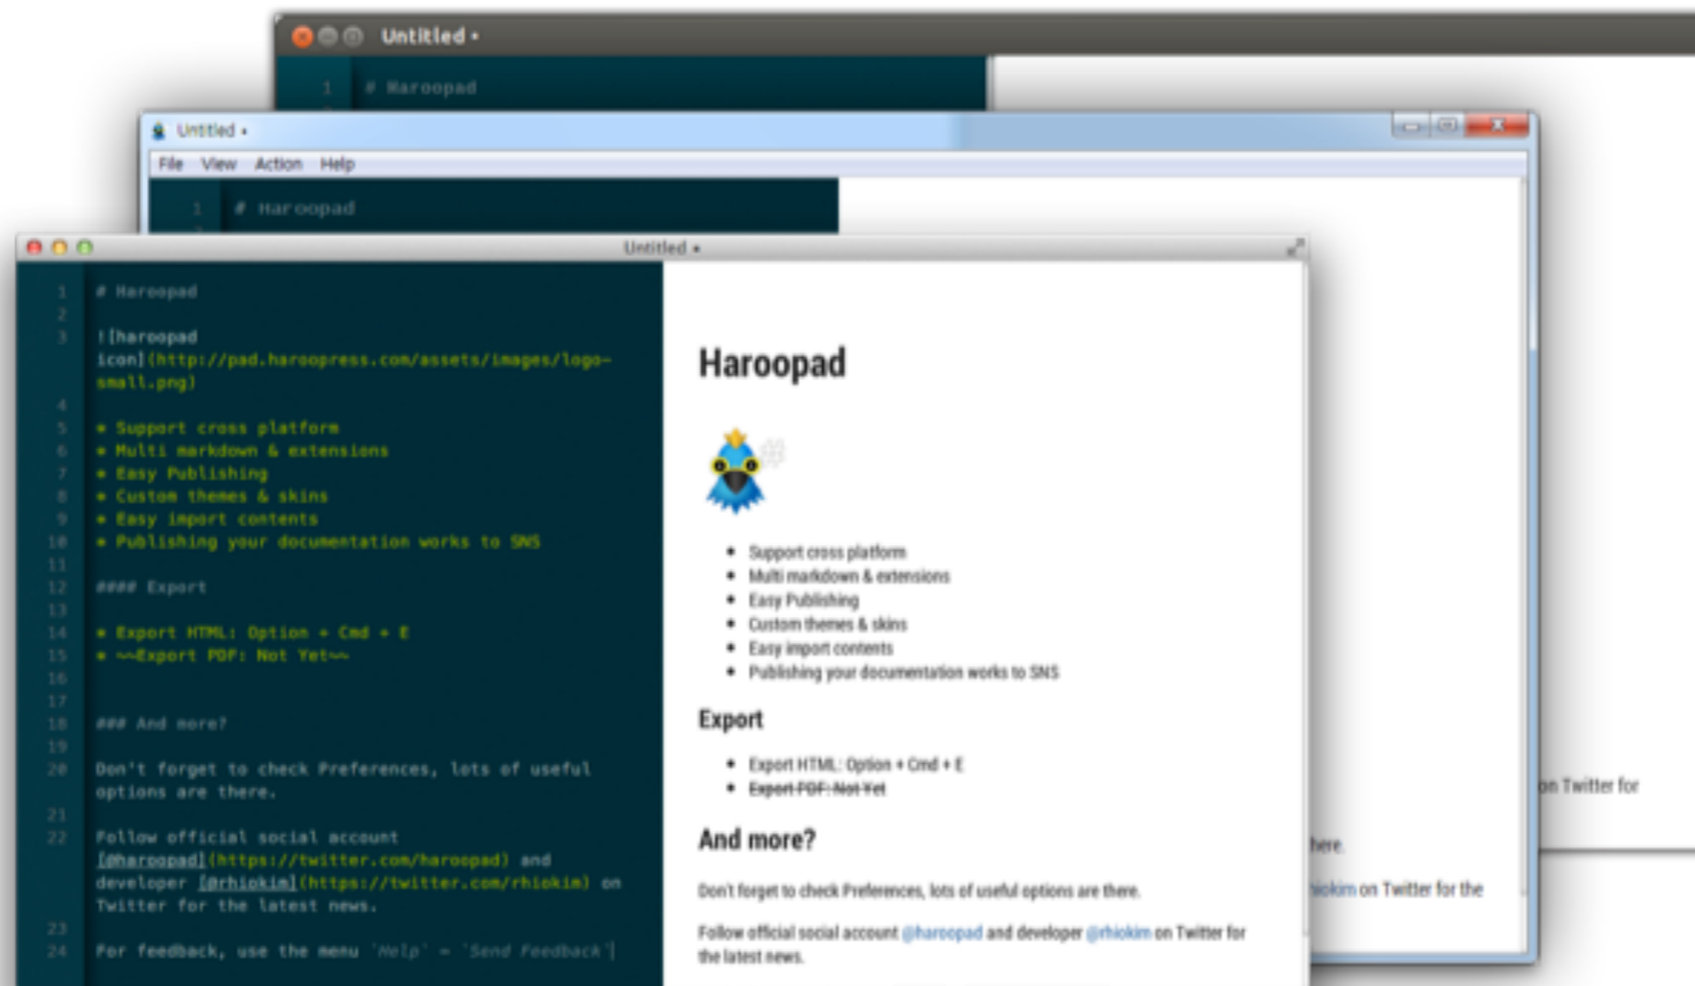 Untitled •
1 # Haroopad
Untitled •
File View Action Help
1 # Haroopad
Untitled •
1 # Haroopad
2
3 ![haroopad
icon](http://pad.haroopress.com/assets/images/logo-
small.png)
4
5 * Support cross platform
6 * Multi markdown & extensions
7 * Easy Publishing
8 * Custom themes & skins
9 * Easy import contents
10 * Publishing your documentation works to SNS
11
12 #### Export
13
14 * Export HTML: Option + Cmd + E
15 * ~~Export PDF: Not Yet~~
16
17
18 ### And more?
19
20 Don't forget to check Preferences, lots of useful
options are there.
21
22 Follow official social account
[@haroopad](https://twitter.com/haroopad) and
developer [@rhiokim](https://twitter.com/rhiokim) on
Twitter for the latest news.
23
24 For feedback, use the menu `Help` - `Send Feedback`
Haroopad
#
• Support cross platform
• Multi markdown & extensions
• Easy Publishing
• Custom themes & skins
• Easy import contents
• Publishing your documentation works to SNS
Export
• Export HTML: Option + Cmd + E
• Export PDF: Not Yet
And more?
Don't forget to check Preferences, lots of useful options are there.
Follow official social account @haroopad and developer @rhiokim on Twitter for
the latest news.
here.
hiokim on Twitter for the
on Twitter for